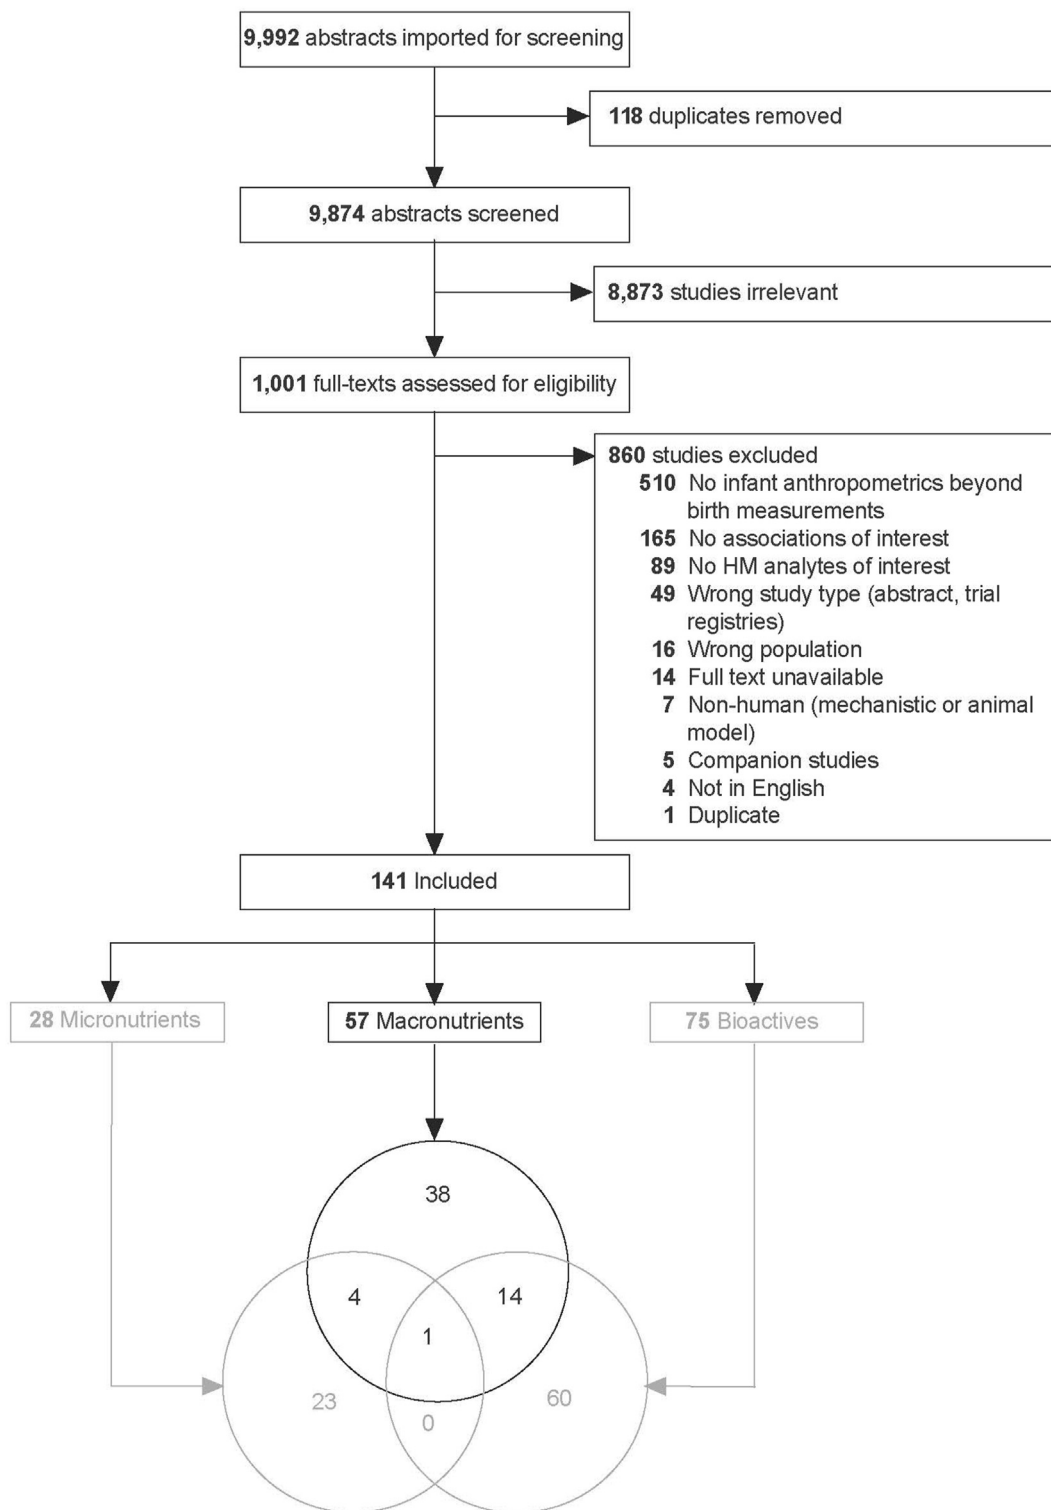 9,992 abstracts imported for screening
118 duplicates removed
9,874 abstracts screened
8,873 studies irrelevant
1,001 full-texts assessed for eligibility
860 studies excluded
510 No infant anthropometrics beyond
birth measurements
165 No associations of interest
89 No HM analytes of interest
49 Wrong study type (abstract, trial
registries)
16 Wrong population
14 Full text unavailable
7 Non-human (mechanistic or animal
model)
5 Companion studies
4 Not in English
1 Duplicate
141 Included
28 Micronutrients
57 Macronutrients
75 Bioactives
38
4
14
1
23
60
0